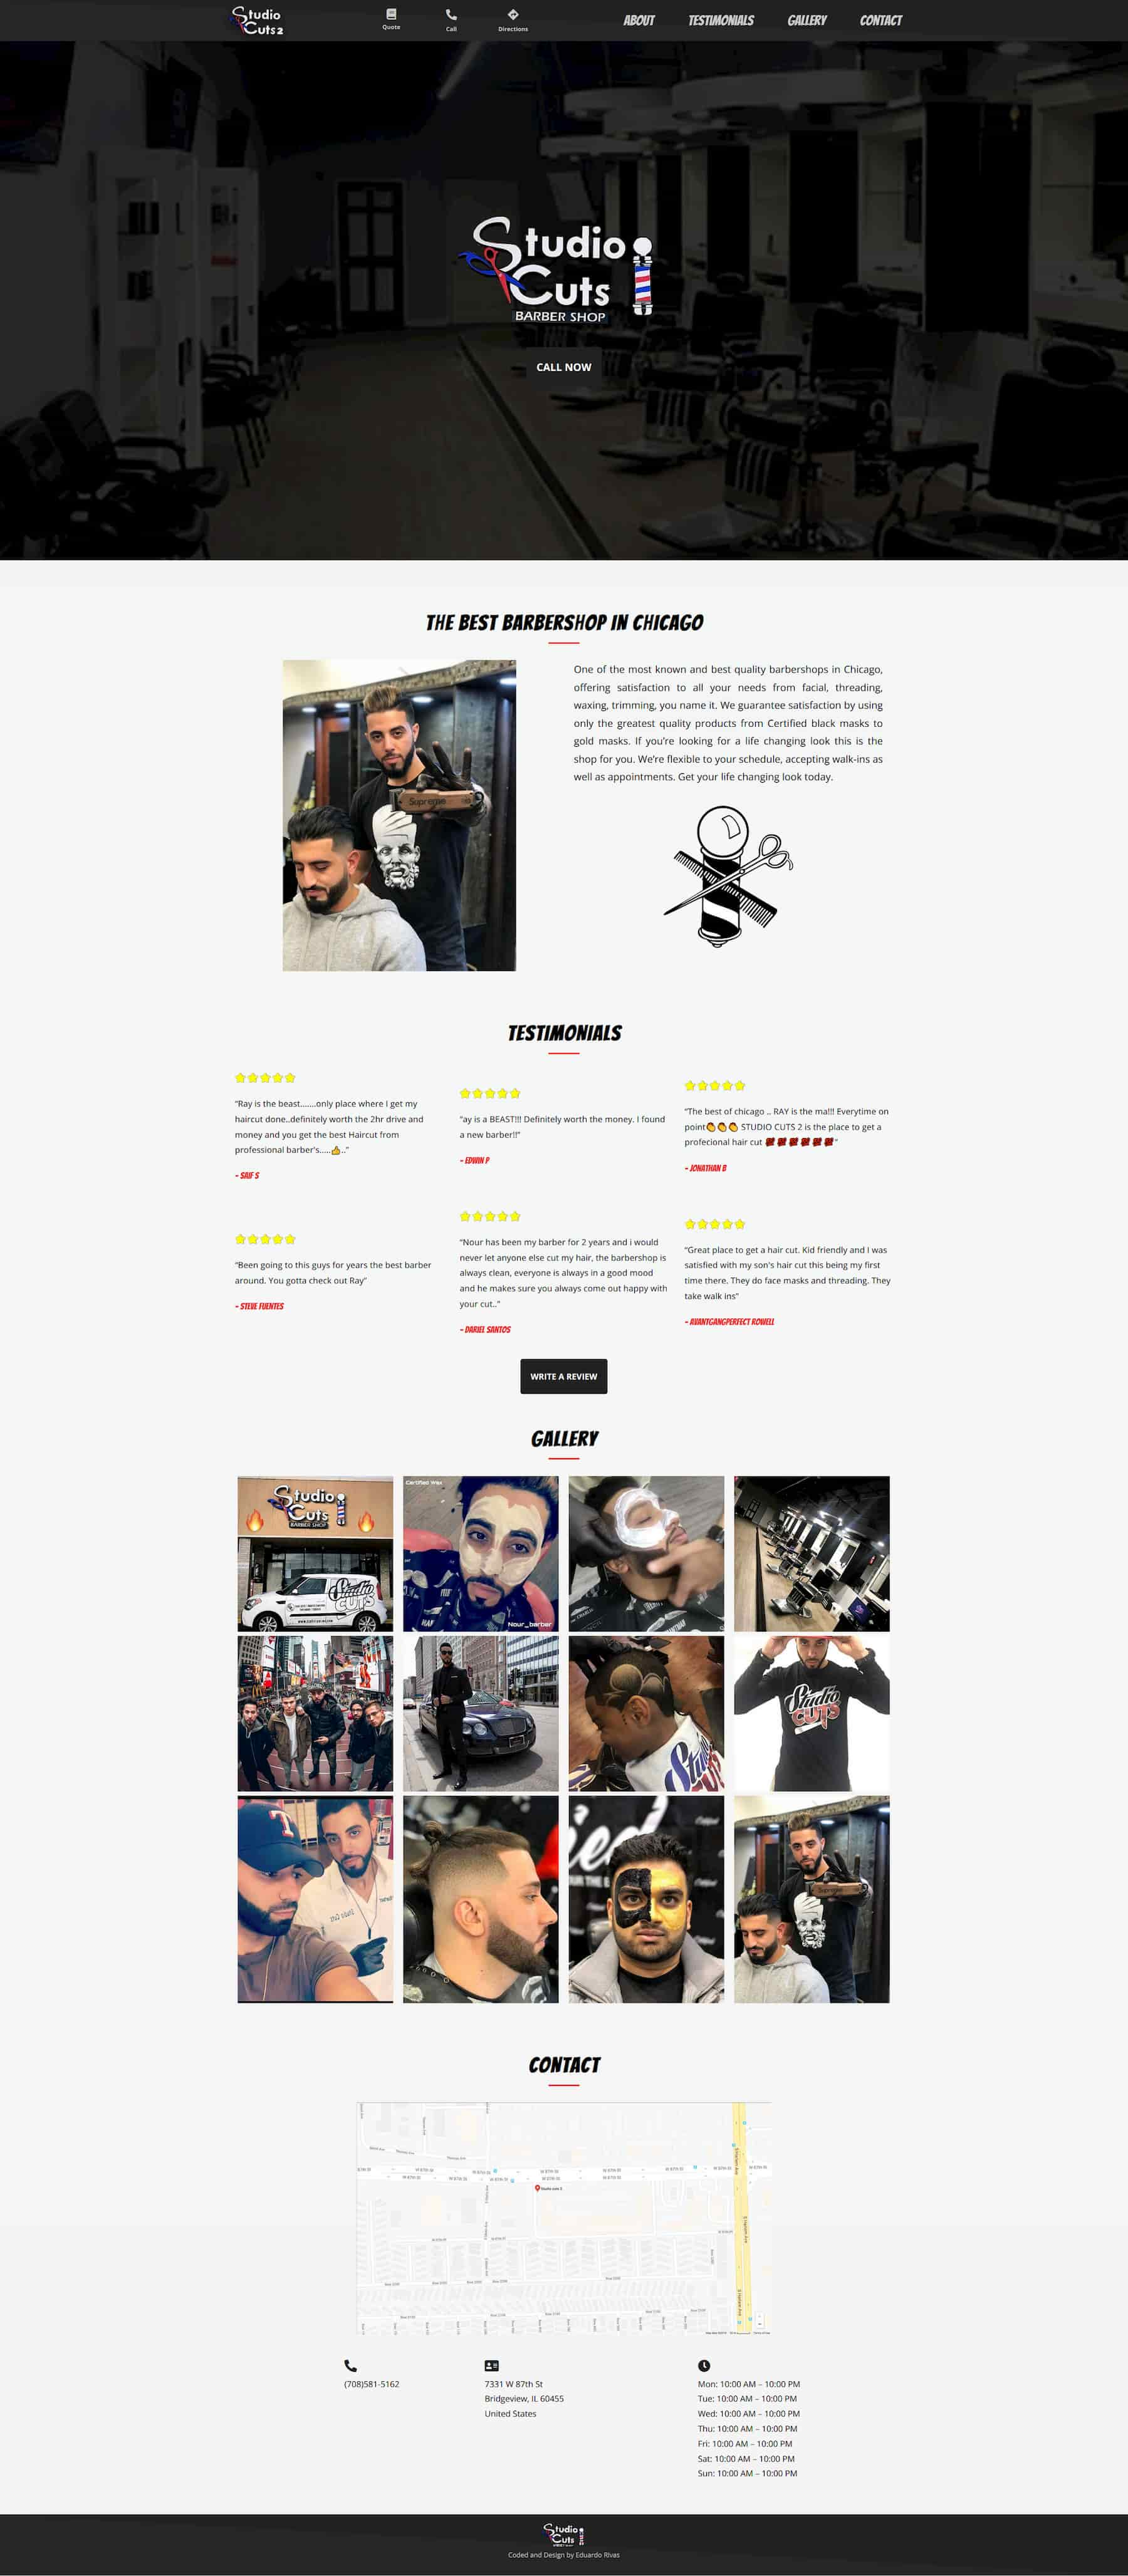 Studio
Cuts 2
Quote
Call
Directions
ABOUT
TESTIMONIALS
GALLERY
CONTACT
Studio
Cuts
BARBER SHOP
CALL NOW
THE BEST BARBERSHOP IN CHICAGO
One of the most known and best quality barbershops in Chicago,
offering satisfaction to all your needs from facial, threading,
waxing, trimming, you name it. We guarantee satisfaction by using
only the greatest quality products from Certified black masks to
gold masks. If you're looking for a life changing look this is the
shop for you. We're flexible to your schedule, accepting walk-ins as
well as appointments. Get your life changing look today.
Supreme
TESTIMONIALS
"Ray is the beast.......only place where I get my
haircut done..definitely worth the 2hr drive and
money and you get the best Haircut from
professional barber's.....👍.."
- SAIF S
"ay is a BEAST!!! Definitely worth the money. I found
a new barber!!"
- EDWIN P
"The best of chicago .. RAY is the ma!!! Everytime on
point👏👏👏 STUDIO CUTS 2 is the place to get a
profecional hair cut 💈💈💈💈💈💈"
- JONATHAN B
"Been going to this guys for years the best barber
around. You gotta check out Ray"
- STEVE FUENTES
"Nour has been my barber for 2 years and i would
never let anyone else cut my hair, the barbershop is
always clean, everyone is always in a good mood
and he makes sure you always come out happy with
your cut.."
- DARIEL SANTOS
"Great place to get a hair cut. Kid friendly and I was
satisfied with my son's hair cut this being my first
time there. They do face masks and threading. They
take walk ins"
- AVANTGANGPERFECT ROWELL
WRITE A REVIEW
GALLERY
Studio
Cuts
BARBER SHOP
Studio
CUTS
Certified Wax
Nour_barber
Studio
CUTS
T
CONTACT
Studio cuts 2
(708)581-5162
7331 W 87th St
Bridgeview, IL 60455
United States
Mon: 10:00 AM – 10:00 PM
Tue: 10:00 AM – 10:00 PM
Wed: 10:00 AM – 10:00 PM
Thu: 10:00 AM – 10:00 PM
Fri: 10:00 AM – 10:00 PM
Sat: 10:00 AM – 10:00 PM
Sun: 10:00 AM – 10:00 PM
Studio
Cuts
Coded and Design by Eduardo Rivas